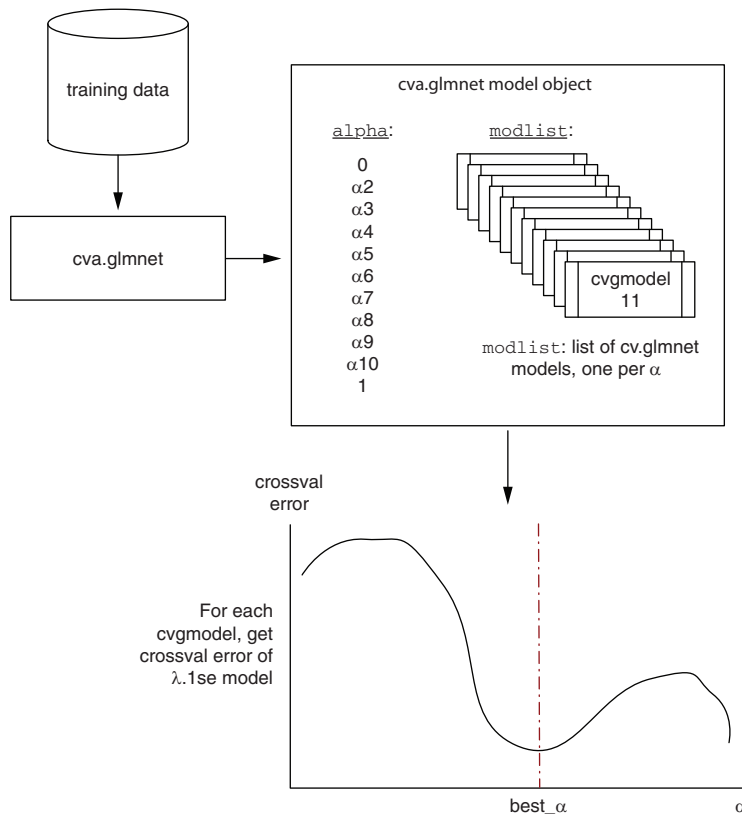 training data
cva.glmnet
cva.glmnet model object
alpha:
0
α2
α3
α4
α5
α6
α7
α8
α9
α10
1
modlist:
cvgmodel
11
modlist: list of cv.glmnet
models, one per α
crossval
error
For each
cvgmodel, get
crossval error of
λ.1se model
best_α
α